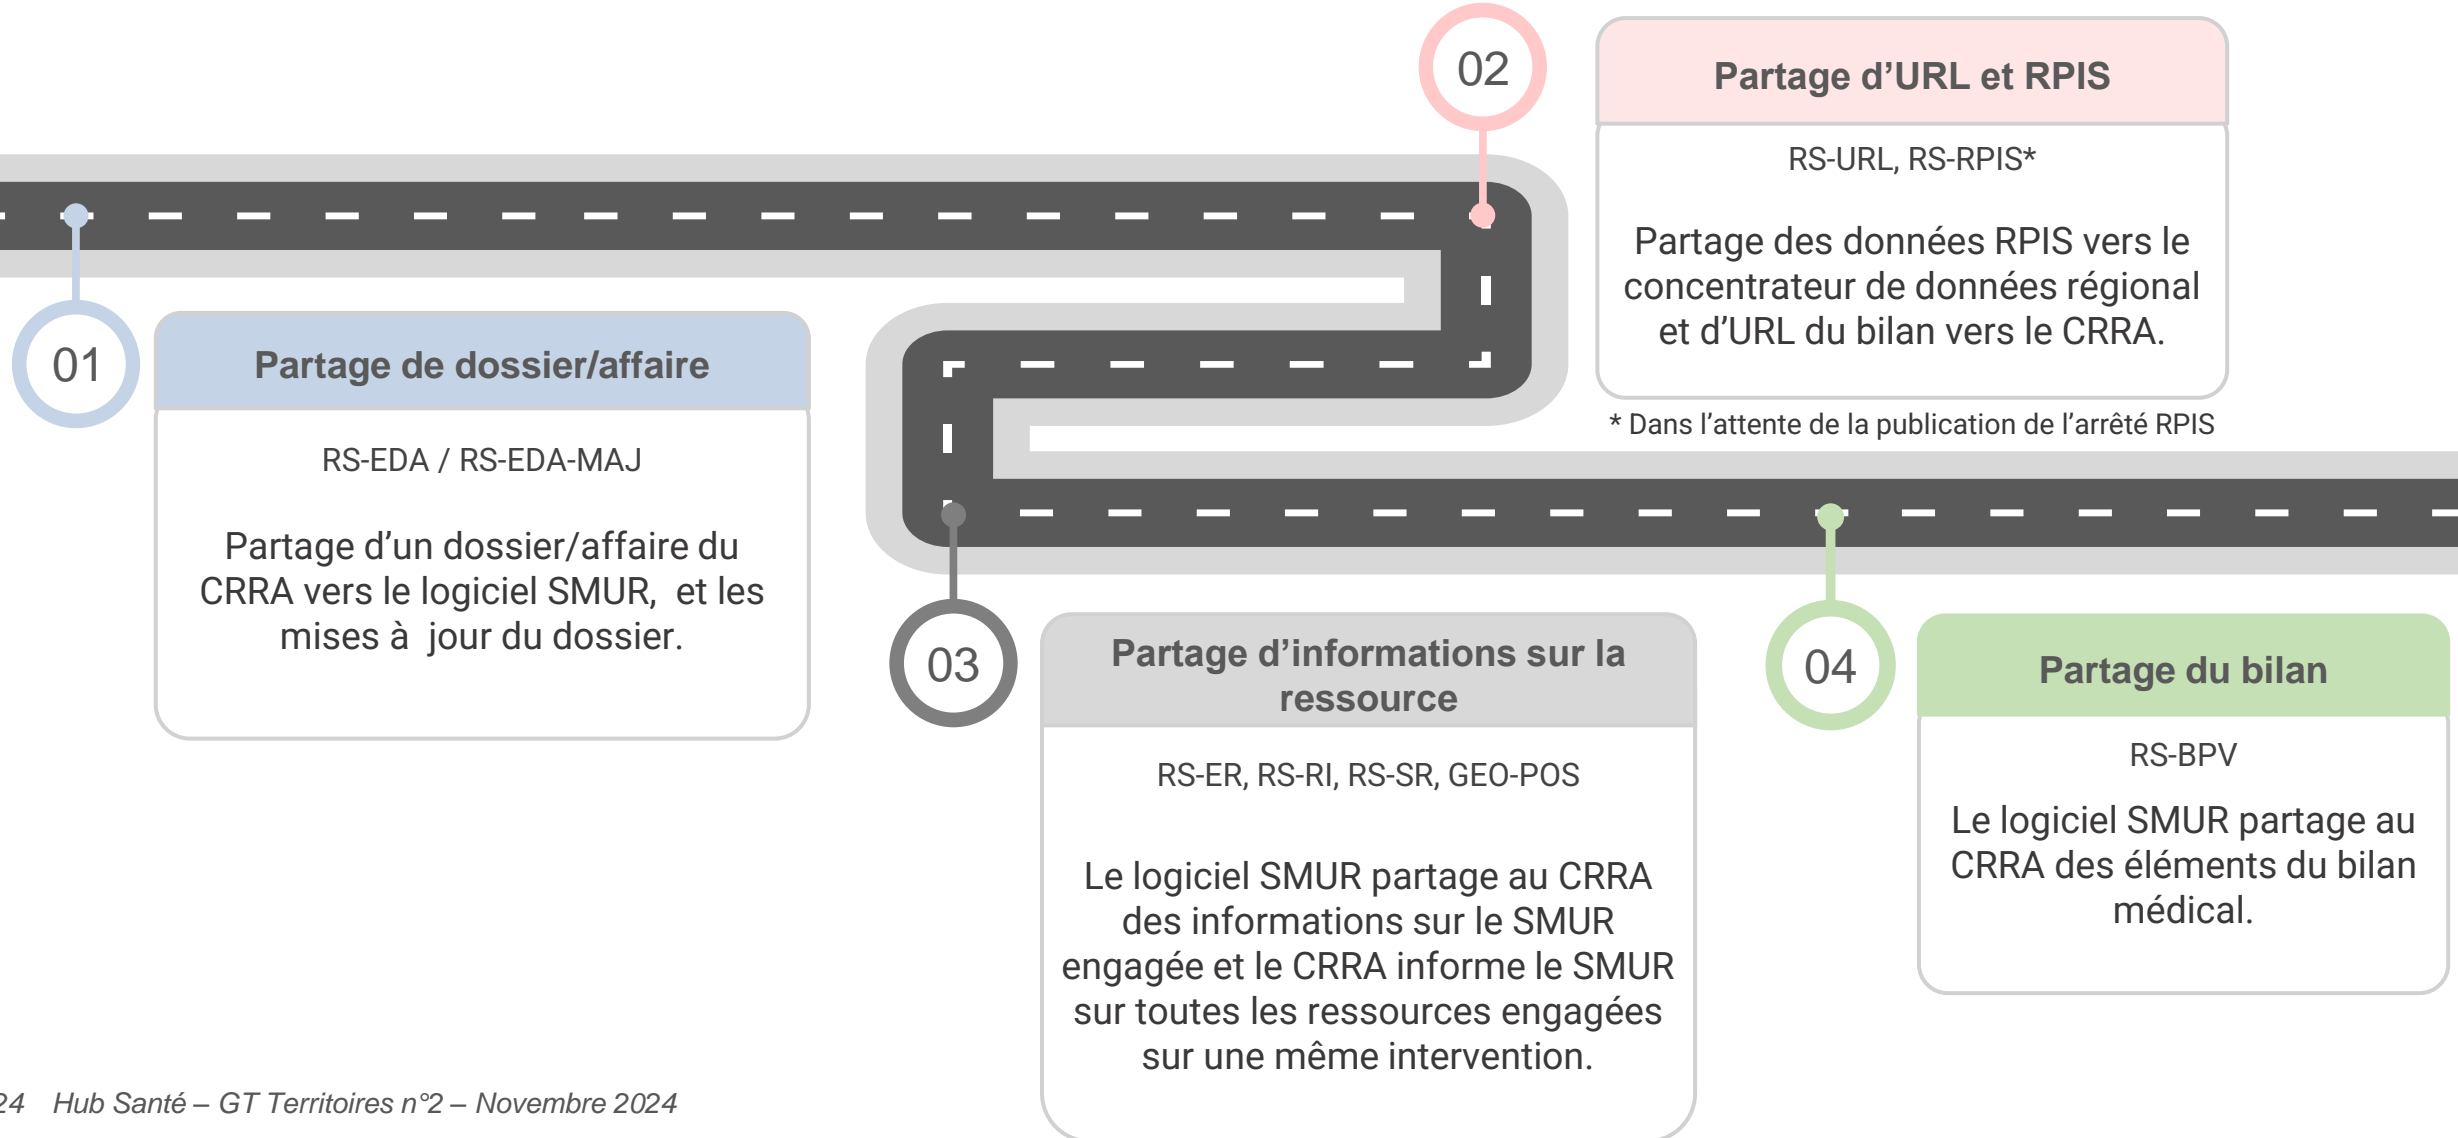 01
Partage de dossier/affaire
RS-EDA / RS-EDA-MAJ
Partage d’un dossier/affaire du
CRRA vers le logiciel SMUR, et les
mises à jour du dossier.
02
Partage d’URL et RPIS
RS-URL, RS-RPIS*
Partage des données RPIS vers le
concentrateur de données régional
et d’URL du bilan vers le CRRA.
* Dans l’attente de la publication de l’arrêté RPIS
03
Partage d’informations sur la
ressource
RS-ER, RS-RI, RS-SR, GEO-POS
Le logiciel SMUR partage au CRRA
des informations sur le SMUR
engagée et le CRRA informe le SMUR
sur toutes les ressources engagées
sur une même intervention.
04
Partage du bilan
RS-BPV
Le logiciel SMUR partage au
CRRA des éléments du bilan
médical.
24 Hub Santé – GT Territoires n°2 – Novembre 2024